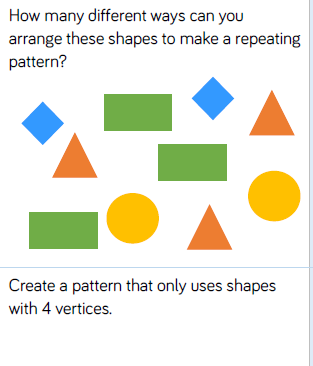 How many different ways can you
arrange these shapes to make a repeating
pattern?
Create a pattern that only uses shapes
with 4 vertices.